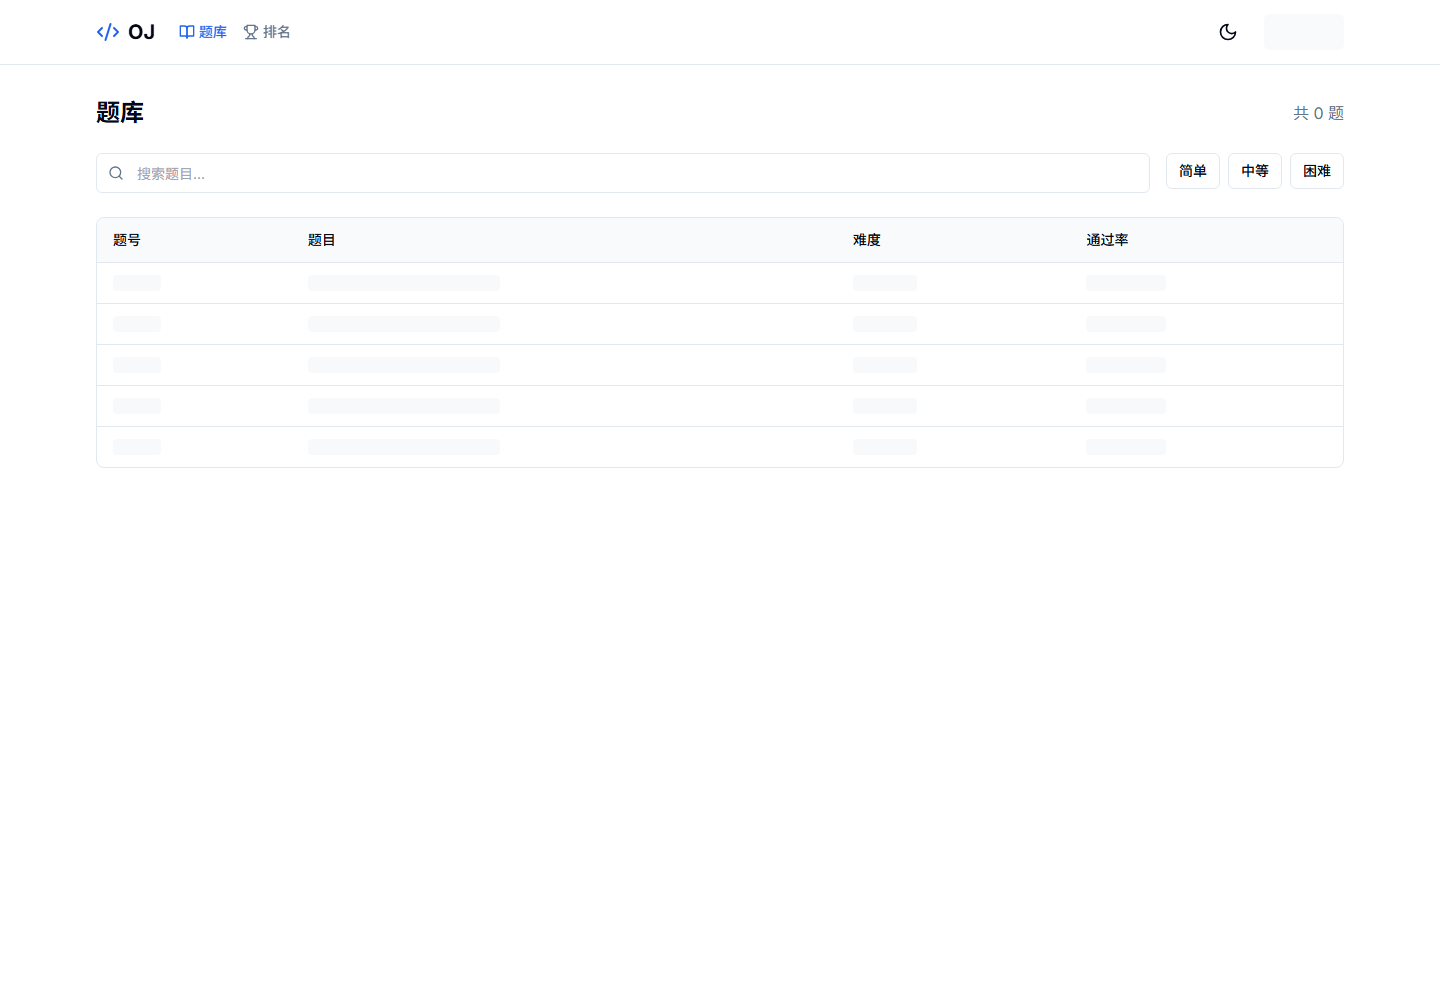 OJ 题库 排名
题库
共 0 题
搜索题目...
简单 中等 困难
题号 题目 难度 通过率